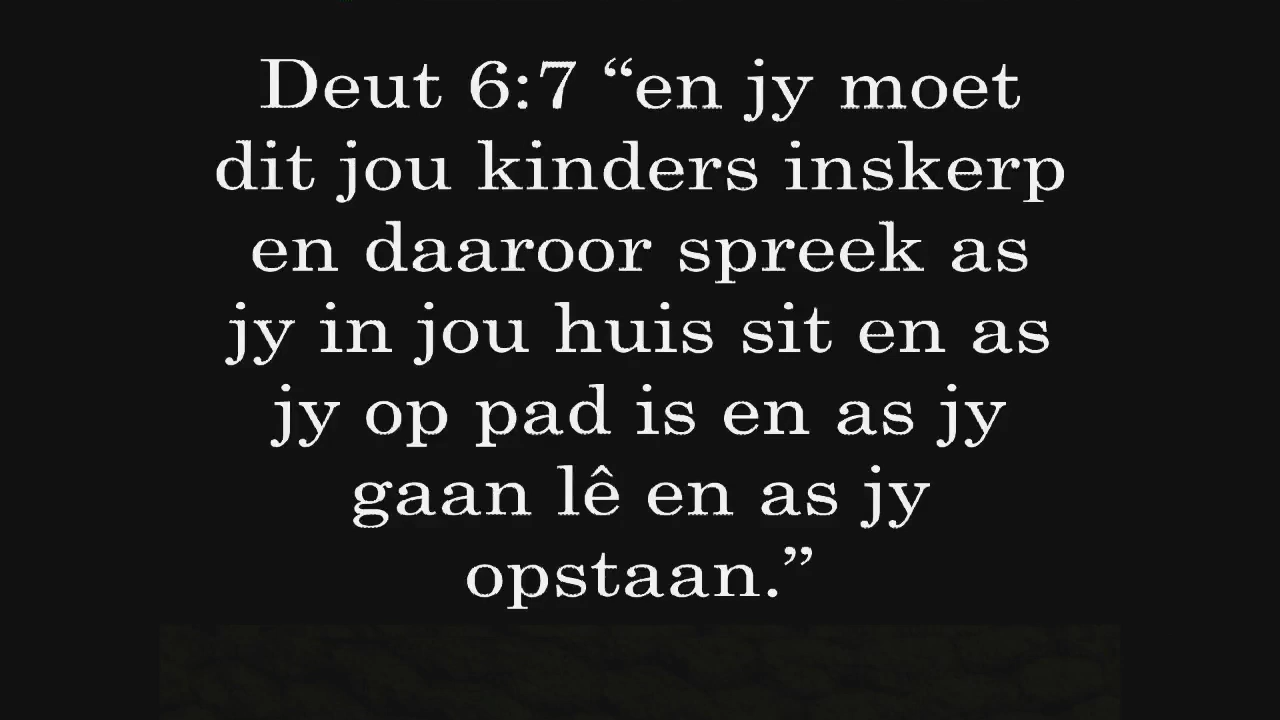 Deut 6:7 “en jy moet
dit jou kinders inskerp
en daaroor spreek as
jy in jou huis sit en as
jy op pad is en as jy
gaan lê en as jy
opstaan.”